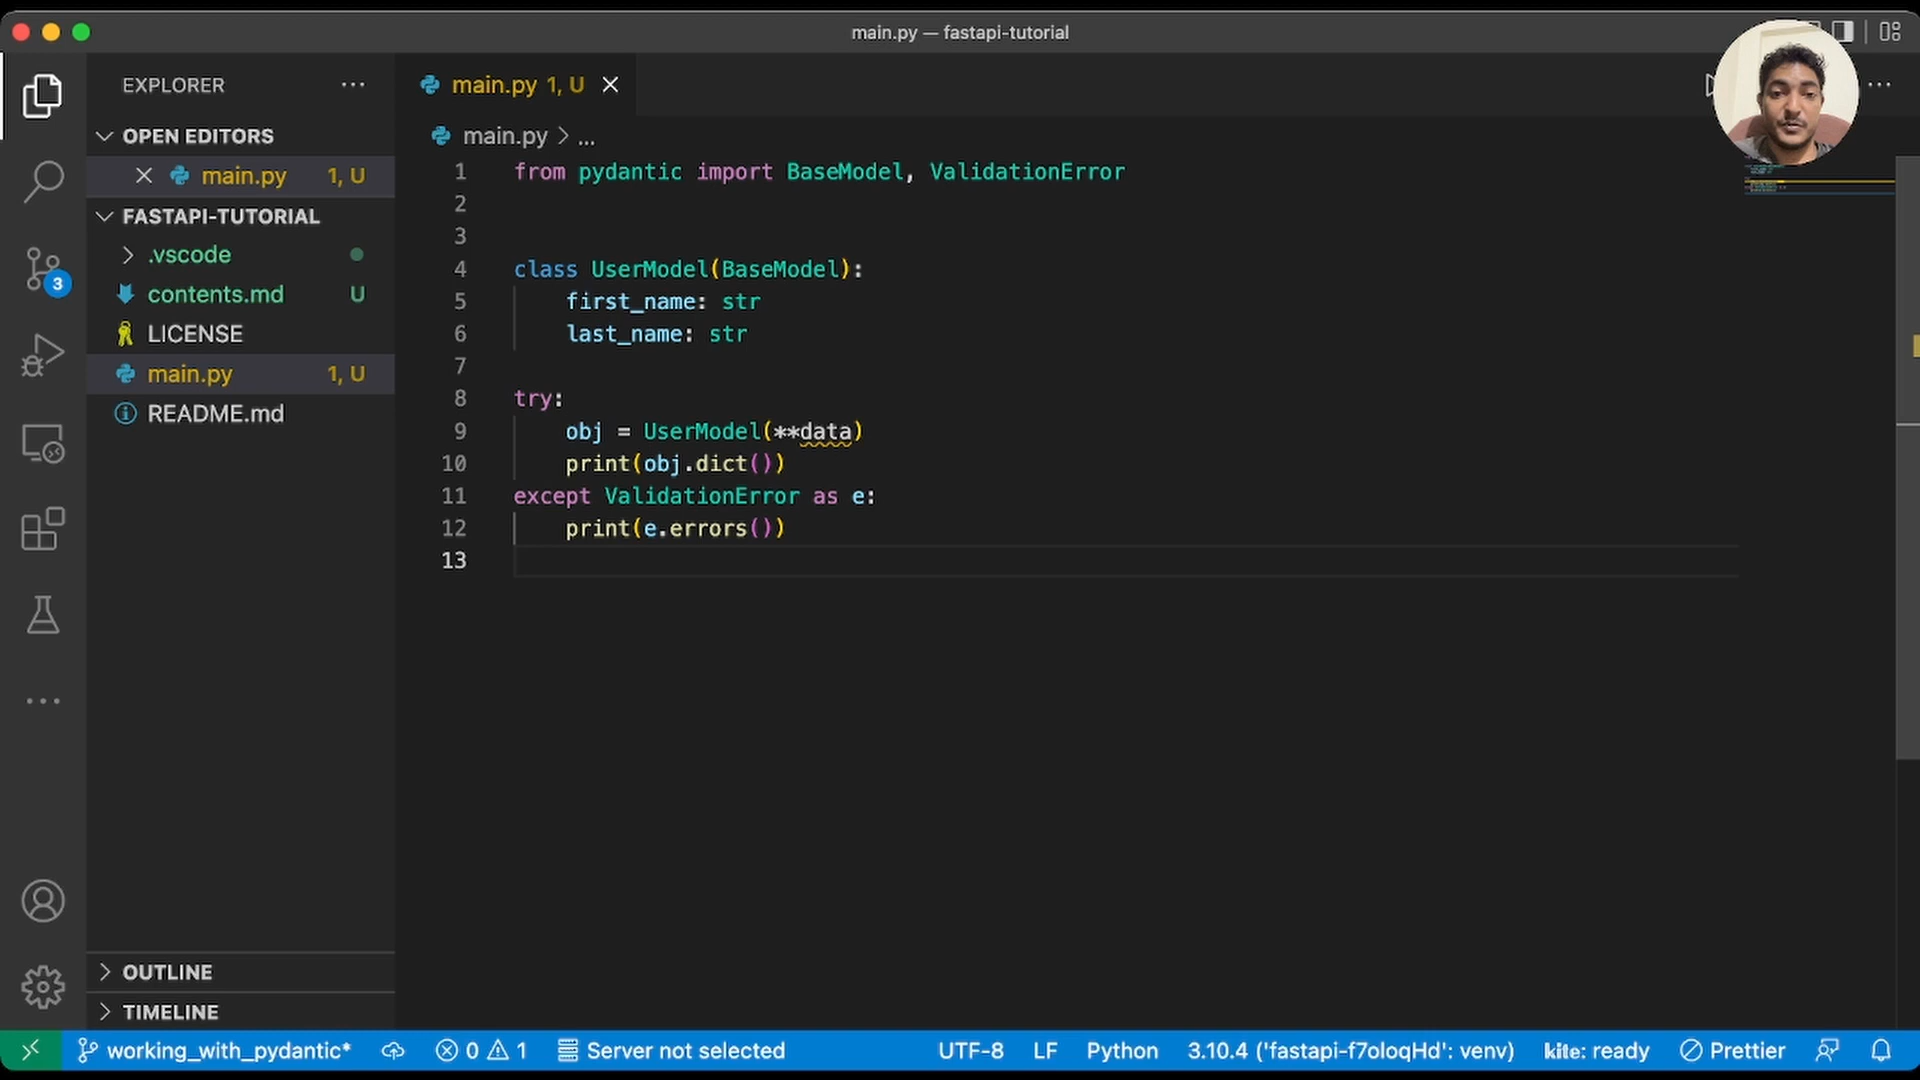 main.py — fastapi-tutorial
EXPLORER
OPEN EDITORS
main.py 1, U
FASTAPI-TUTORIAL
.vscode
contents.md U
LICENSE
main.py 1, U
README.md
OUTLINE
TIMELINE
main.py 1, U
main.py > ...
1 from pydantic import BaseModel, ValidationError
2
3
4 class UserModel(BaseModel):
5 first_name: str
6 last_name: str
7
8 try:
9 obj = UserModel(**data)
10 print(obj.dict())
11 except ValidationError as e:
12 print(e.errors())
13
3
working_with_pydantic* 0 1 Server not selected UTF-8 LF Python 3.10.4 ('fastapi-f7oloqHd': venv) kite: ready Prettier